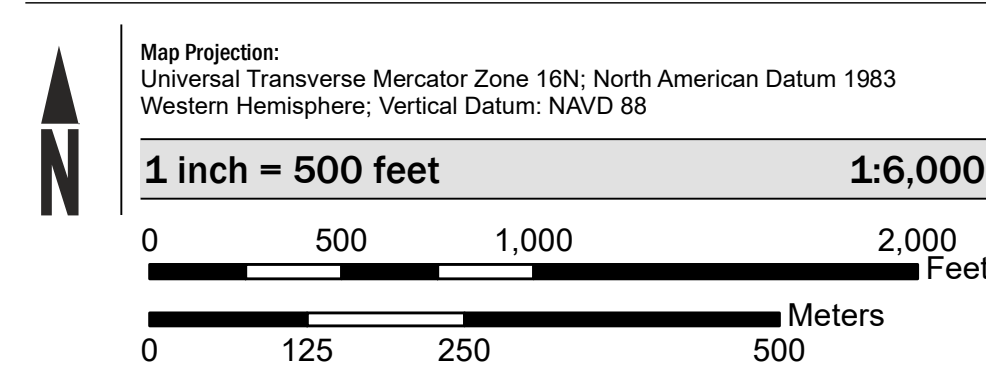 N
Map Projection:
Universal Transverse Mercator Zone 16N; North American Datum 1983
Western Hemisphere; Vertical Datum: NAVD 88
1 inch = 500 feet 1:6,000
0 500 1,000 2,000
Feet
Meters
0 125 250 500